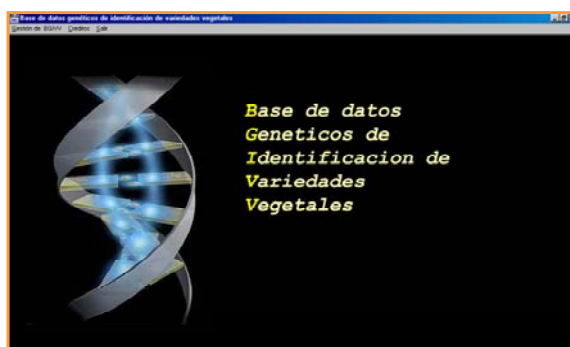 Base de datos genéticos de identificación de variedades vegetales
Gestión de BGIVV Creditos Salir
Base de datos
Geneticos de
Identificacion de
Variedades
Vegetales